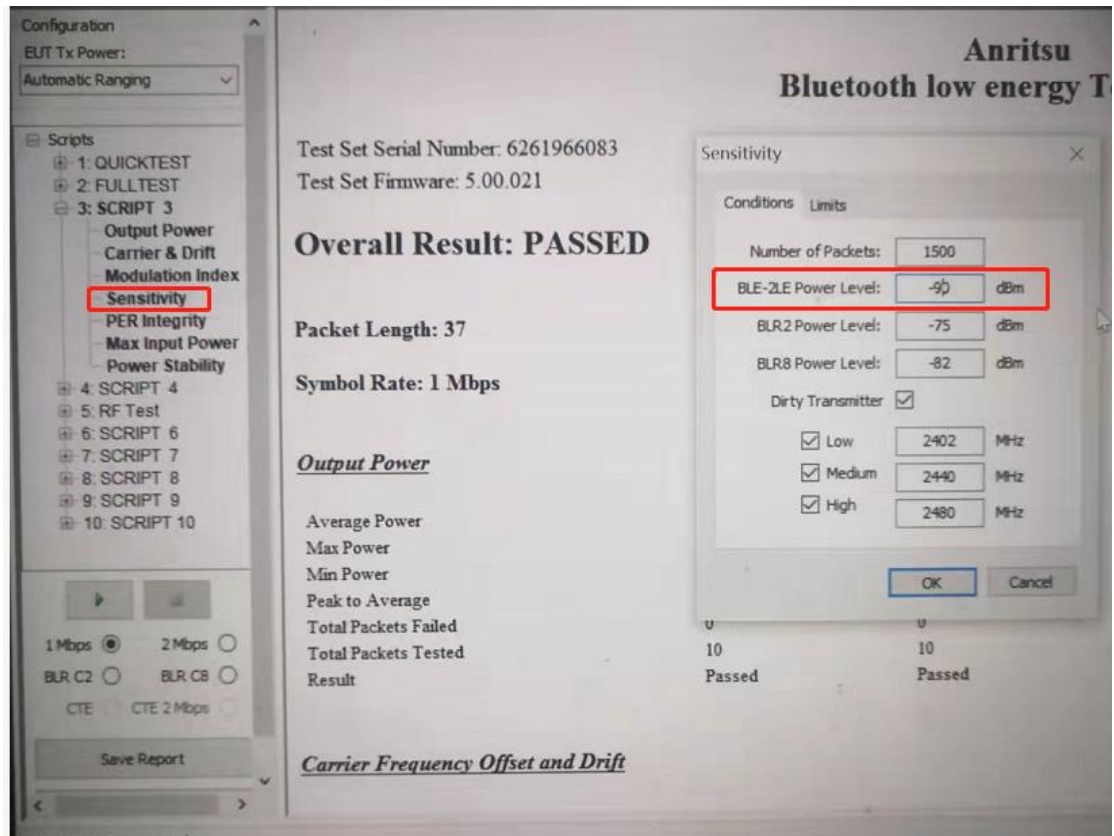 Configuration
EUT Tx Power:
Automatic Ranging
Scripts
1: QUICKTEST
2: FULLTEST
3: SCRIPT 3
Output Power
Carrier & Drift
Modulation Index
Sensitivity
PER Integrity
Max Input Power
Power Stability
4: SCRIPT 4
5: RF Test
6: SCRIPT 6
7: SCRIPT 7
8: SCRIPT 8
9: SCRIPT 9
10: SCRIPT 10
1 Mbps 2 Mbps
BLR C2 BLR C8
CTE CTE 2 Mbps
Save Report
Anritsu
Bluetooth low energy
Test Set Serial Number: 6261966083
Test Set Firmware: 5.00.021
Overall Result: PASSED
Packet Length: 37
Symbol Rate: 1 Mbps
Output Power
Average Power
Max Power
Min Power
Peak to Average
Total Packets Failed 0 0
Total Packets Tested 10 10
Result Passed Passed
Carrier Frequency Offset and Drift
Sensitivity
Conditions Limits
Number of Packets: 1500
BLE-2LE Power Level: -90 dBm
BLR2 Power Level: -75 dBm
BLR8 Power Level: -82 dBm
Dirty Transmitter
Low 2402 MHz
Medium 2440 MHz
High 2480 MHz
OK Cancel